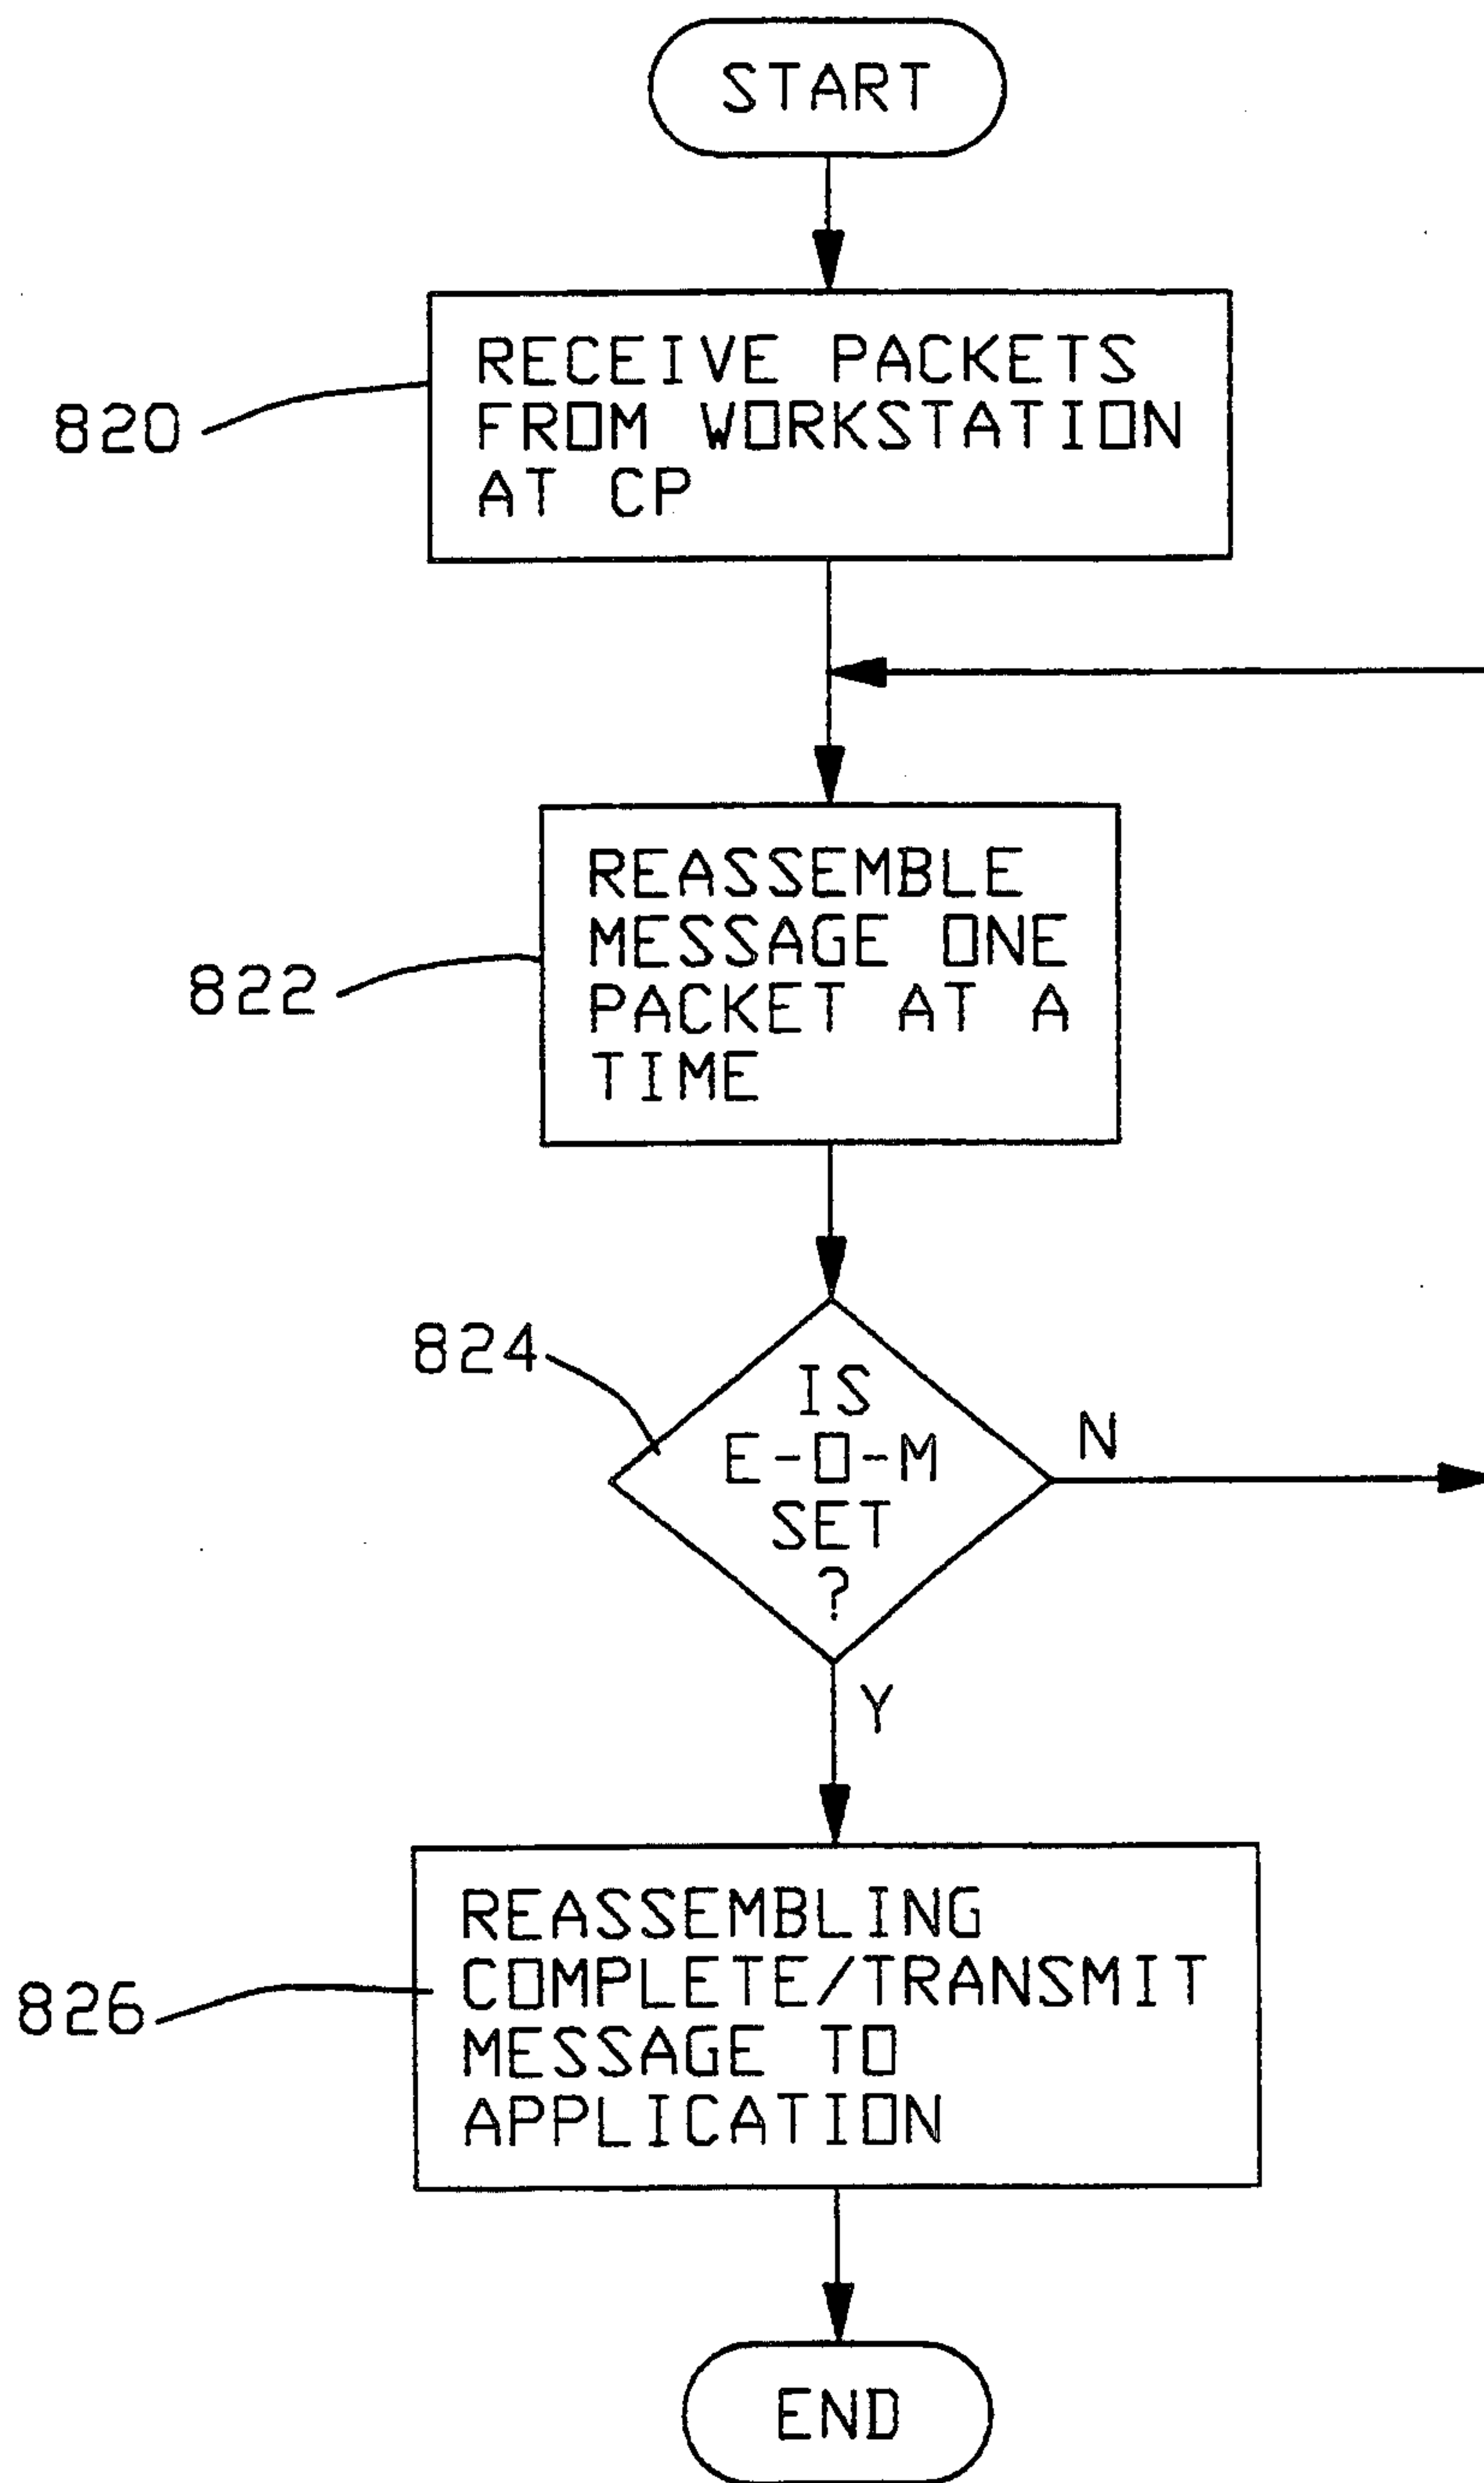 START
820
RECEIVE PACKETS
FROM WORKSTATION
AT CP
822
REASSEMBLE
MESSAGE ONE
PACKET AT A
TIME
824
IS
E-O-M
SET
?
N
Y
826
REASSEMBLING
COMPLETE/TRANSMIT
MESSAGE TO
APPLICATION
END